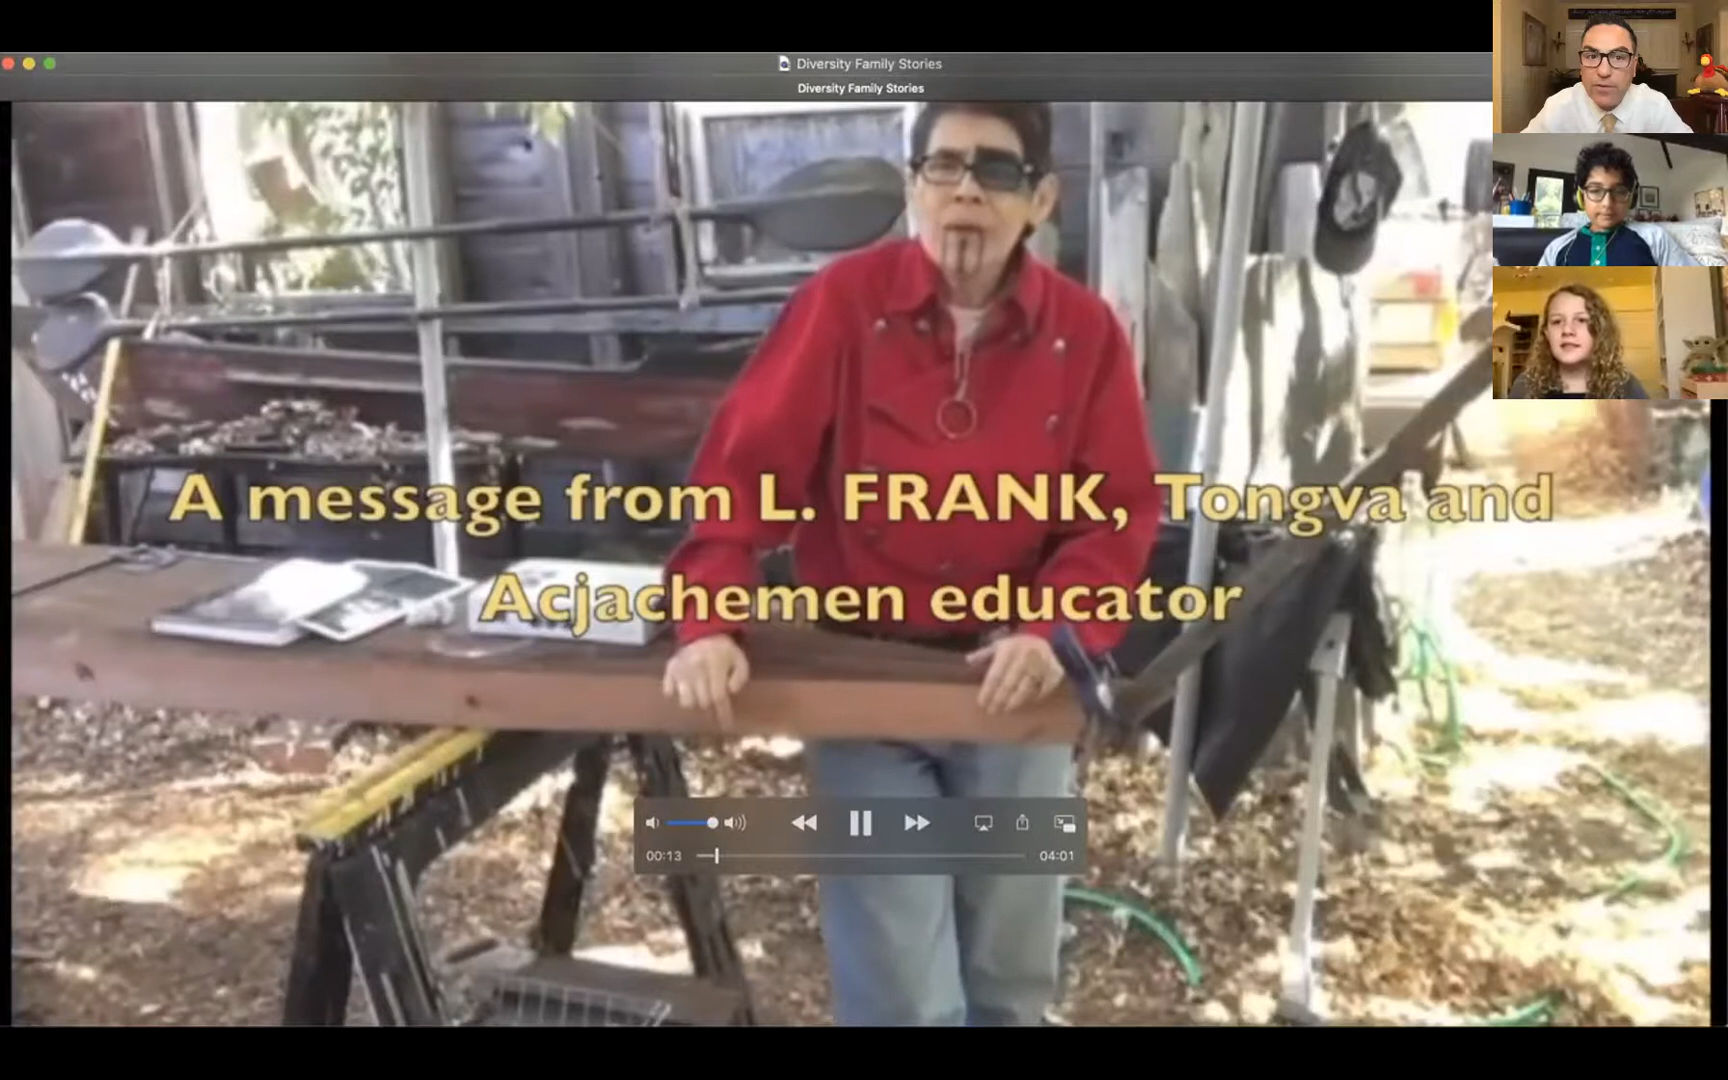 Diversity Family Stories
Diversity Family Stories
A message from L. FRANK, Tongva and
Acjachemen educator
00:13
04:01